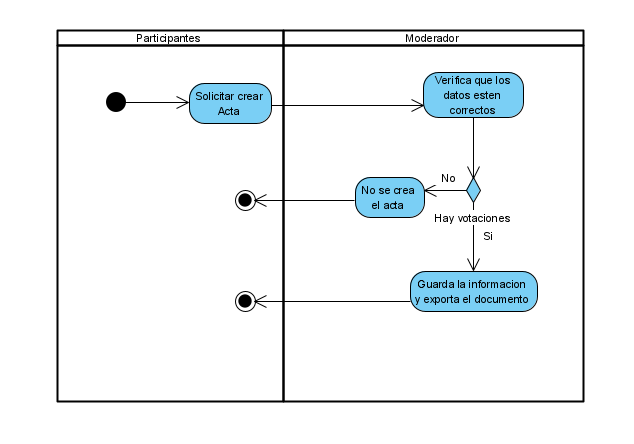 Participantes
Moderador
Solicitar crear
Acta
Verifica que los
datos esten
correctos
No
No se crea
el acta
Hay votaciones
Si
Guarda la informacion
y exporta el documento